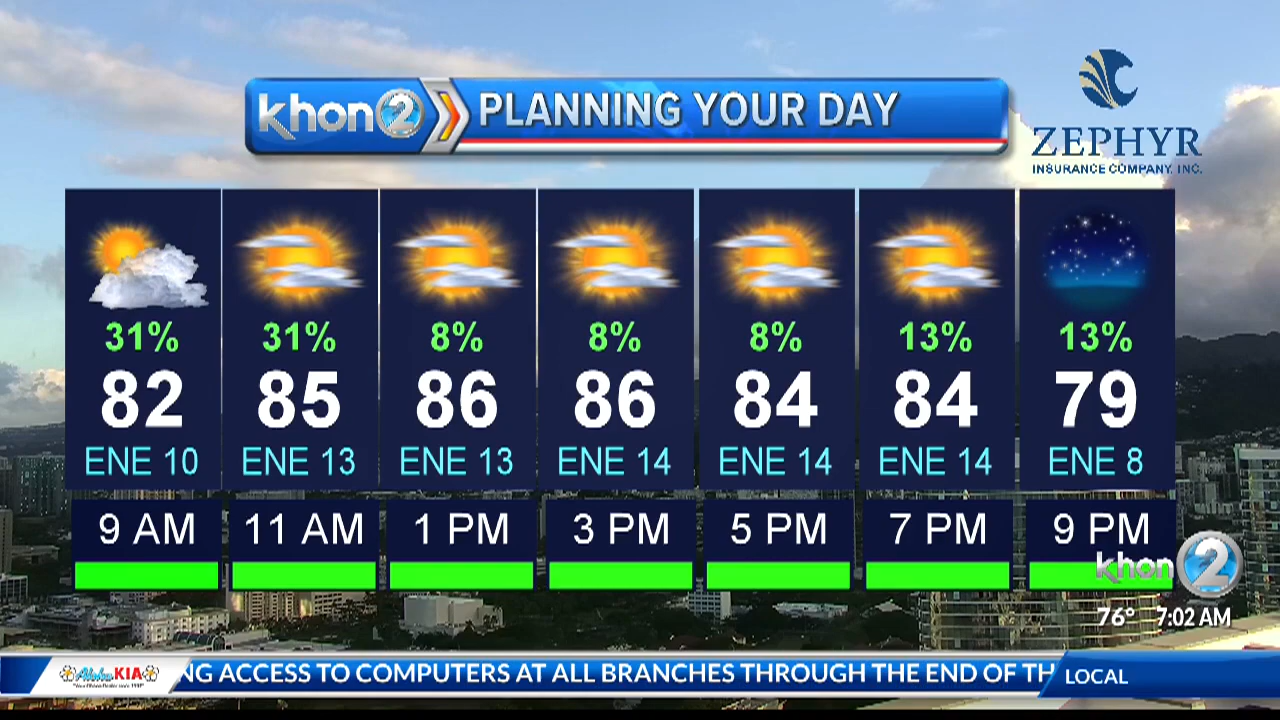 khon2 PLANNING YOUR DAY
ZEPHYR
INSURANCE COMPANY, INC.
31% 31% 8% 8% 8% 13% 13%
82 85 86 86 84 84 79
ENE 10 ENE 13 ENE 13 ENE 14 ENE 14 ENE 14 ENE 8
9 AM 11 AM 1 PM 3 PM 5 PM 7 PM 9 PM
khon 2
76° 7:02 AM
Aloha KIA
NG ACCESS TO COMPUTERS AT ALL BRANCHES THROUGH THE END OF TH
LOCAL